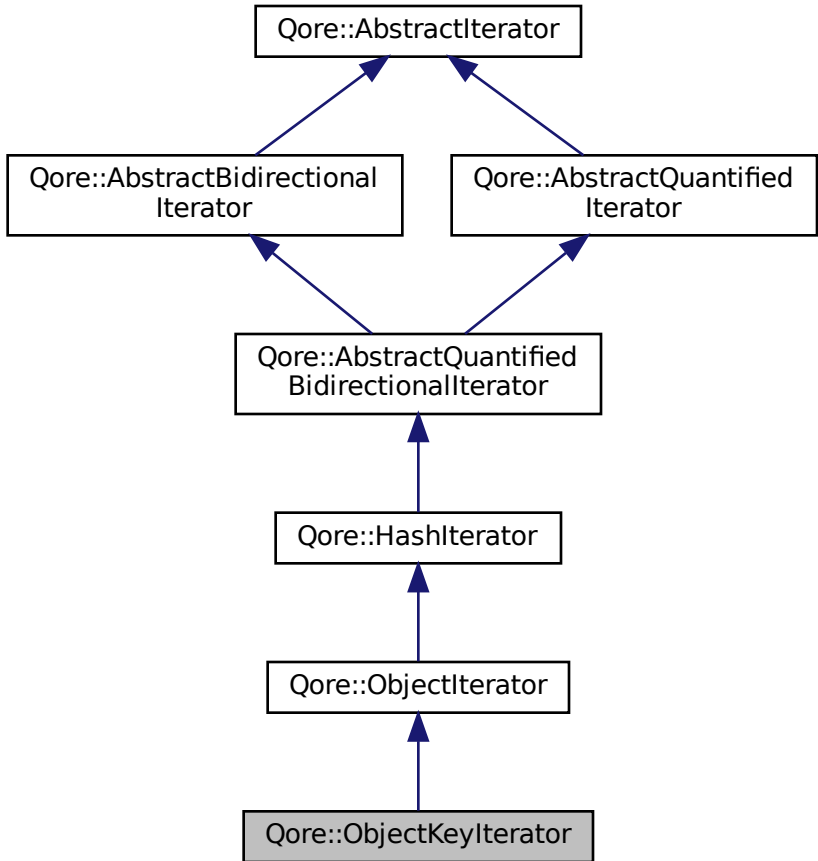 Qore::AbstractIterator
Qore::AbstractBidirectional
Iterator
Qore::AbstractQuantified
Iterator
Qore::AbstractQuantified
BidirectionalIterator
Qore::HashIterator
Qore::ObjectIterator
Qore::ObjectKeyIterator